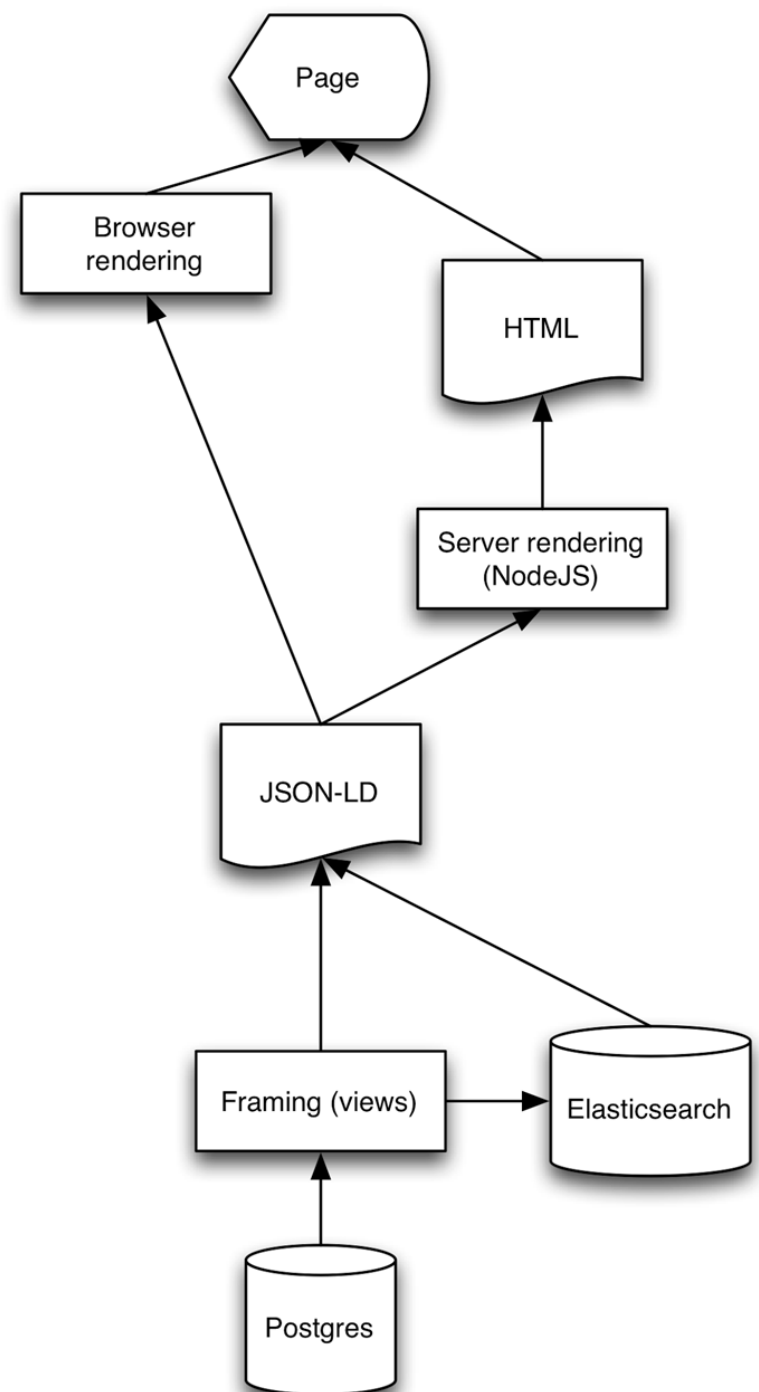 Page
Browser
rendering
HTML
Server rendering
(NodeJS)
JSON-LD
Framing (views)
Elasticsearch
Postgres